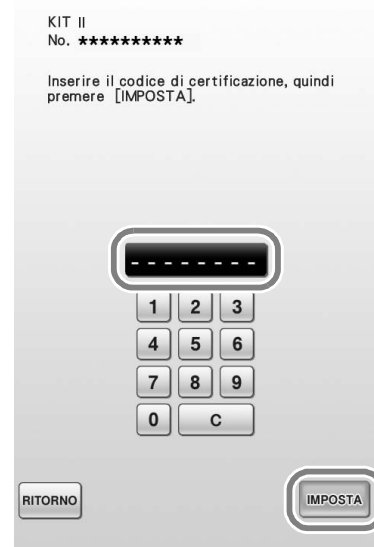 KIT II
No. **********
Inserire il codice di certificazione, quindi
premere [IMPOSTA].
- - - - - - - -
1 2 3
4 5 6
7 8 9
0 C
RITORNO IMPOSTA